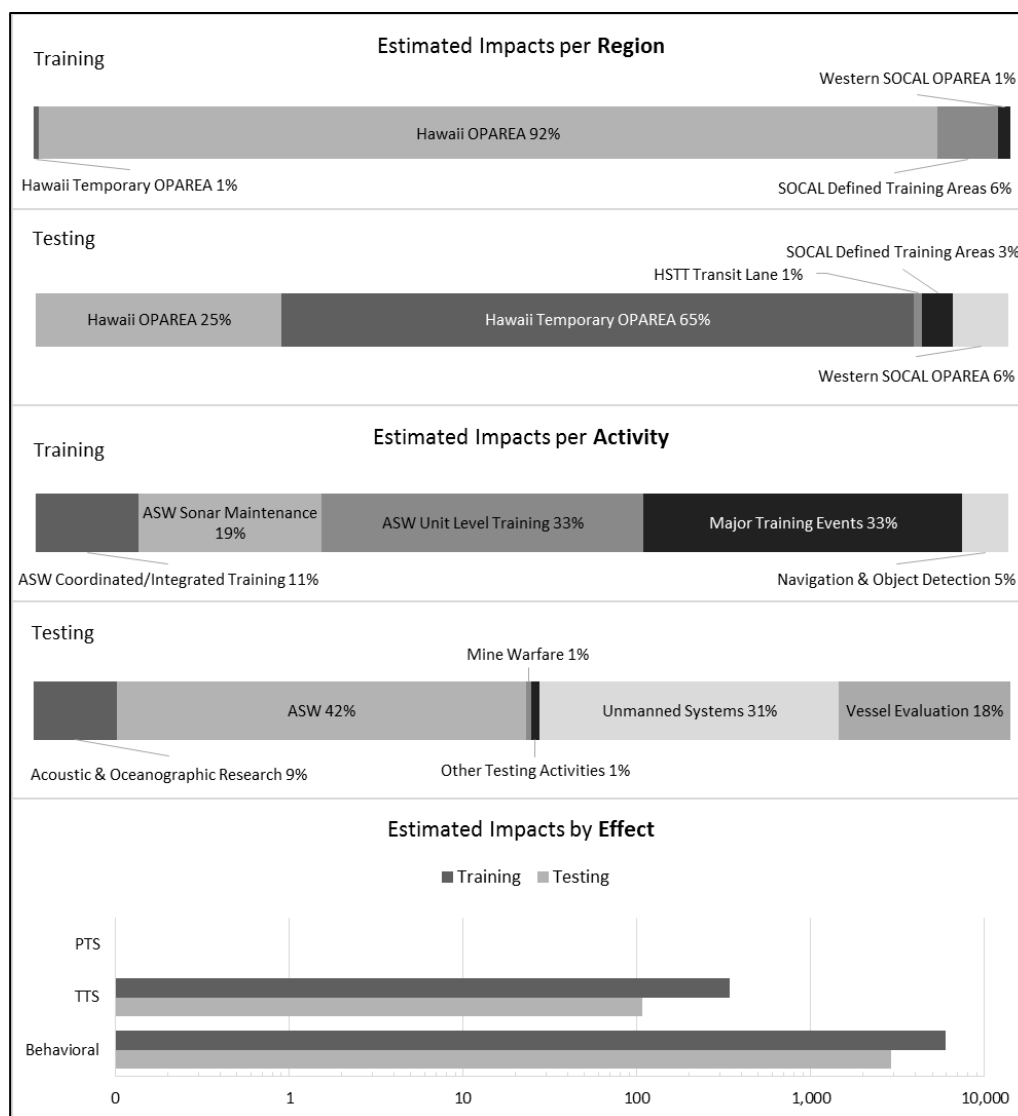 Estimated Impacts per Region
Training
Western SOCAL OPAREA 1%
Hawaii OPAREA 92%
Hawaii Temporary OPAREA 1%
SOCAL Defined Training Areas 6%
Testing
SOCAL Defined Training Areas 3%
HSTT Transit Lane 1%
Hawaii OPAREA 25%
Hawaii Temporary OPAREA 65%
Western SOCAL OPAREA 6%
Estimated Impacts per Activity
Training
ASW Sonar Maintenance
19%
ASW Unit Level Training 33%
Major Training Events 33%
ASW Coordinated/Integrated Training 11%
Navigation & Object Detection 5%
Testing
Mine Warfare 1%
ASW 42%
Unmanned Systems 31%
Vessel Evaluation 18%
Acoustic & Oceanographic Research 9%
Other Testing Activities 1%
Estimated Impacts by Effect
Training
Testing
PTS
TTS
Behavioral
0
1
10
100
1,000
10,000